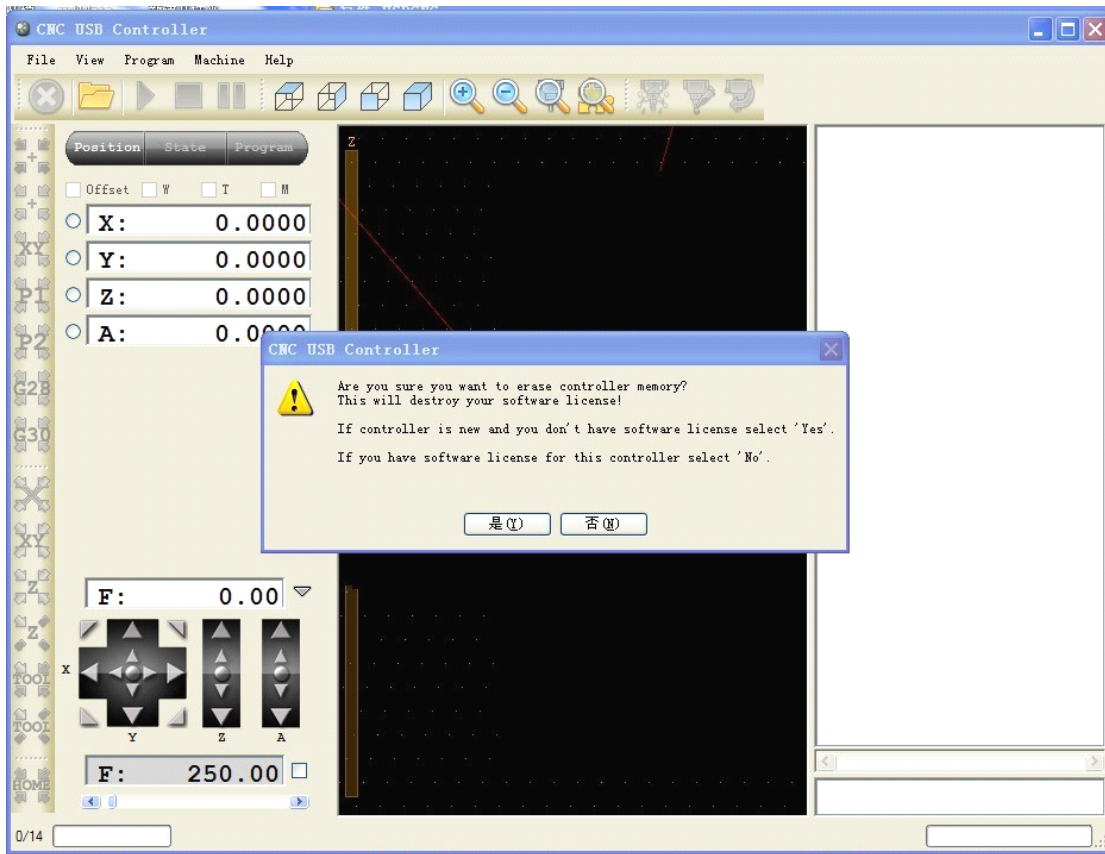 CNC USB Controller
File View Program Machine Help
Position State Program
Offset W T M
X: 0.0000
Y: 0.0000
Z: 0.0000
A: 0.0000
XY
P1
P2
G28
G30
XY
Z
Z
TOOL
TOOL
HOME
Z
CNC USB Controller
Are you sure you want to erase controller memory?
This will destroy your software license!
If controller is new and you don't have software license select 'Yes'.
If you have software license for this controller select 'No'.
是(Y) 否(N)
F: 0.00
X
Y Z A
F: 250.00
0/14